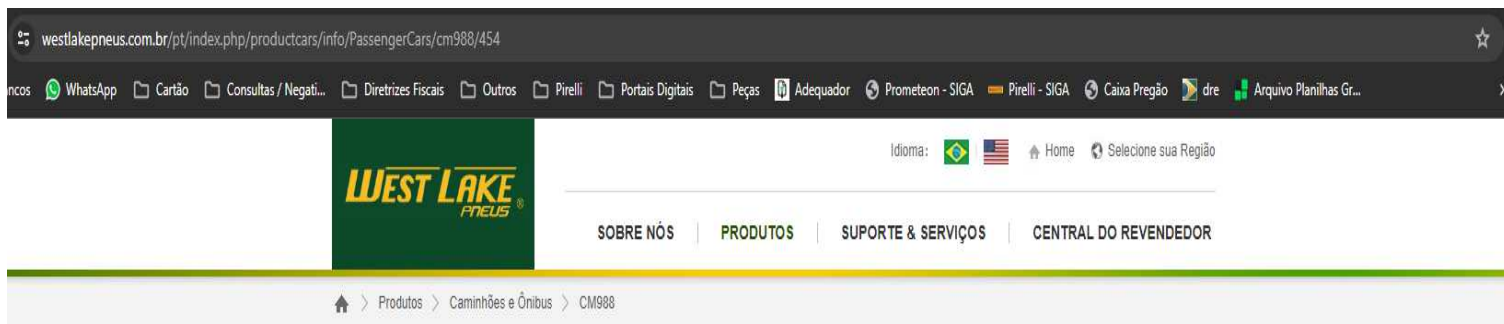 westlakepneus.com.br/pt/index.php/productcars/info/PassengerCars/cm988/454
ncos WhatsApp Cartão Consultas / Negati... Diretrizes Fiscais Outros Pirelli Portais Digitais Peças Adequador Prometeon - SIGA Pirelli - SIGA Caixa Pregão dre Arquivo Planilhas Gr...
Idioma: Home Selecione sua Região
WEST LAKE
PNEUS ®
SOBRE NÓS PRODUTOS SUPORTE & SERVIÇOS CENTRAL DO REVENDEDOR
> Produtos > Caminhões e Ônibus > CM988